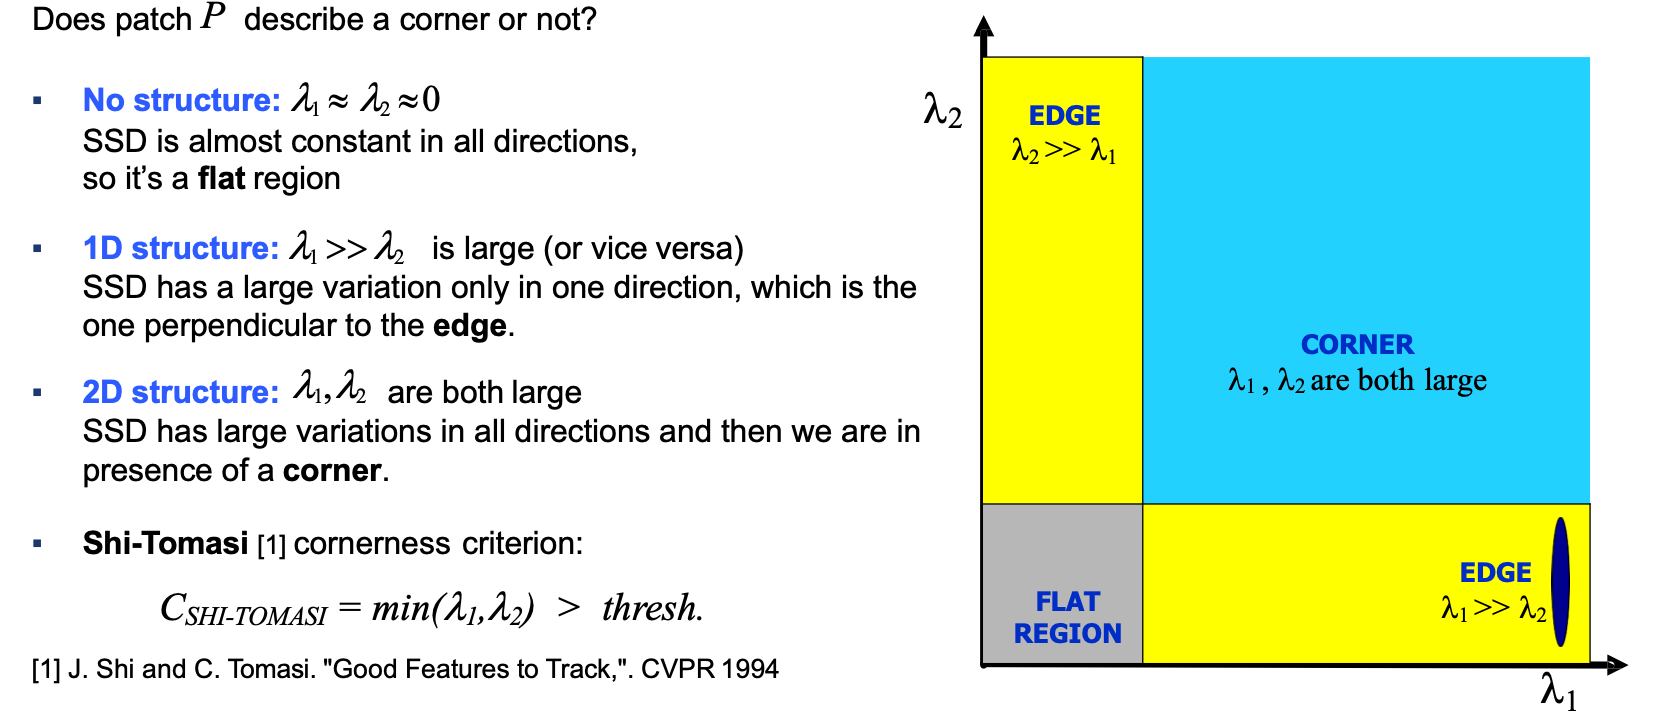 Does patch P describe a corner or not?
▪ No structure: λ₁ ≈ λ₂ ≈ 0
SSD is almost constant in all directions,
so it’s a flat region
▪ 1D structure: λ₁ >> λ₂ is large (or vice versa)
SSD has a large variation only in one direction, which is the
one perpendicular to the edge.
▪ 2D structure: λ₁, λ₂ are both large
SSD has large variations in all directions and then we are in
presence of a corner.
▪ Shi-Tomasi [1] cornerness criterion:
C_SHI-TOMASI = min(λ₁,λ₂) > thresh.
[1] J. Shi and C. Tomasi. "Good Features to Track,". CVPR 1994
λ₂
EDGE
λ₂ >> λ₁
CORNER
λ₁ , λ₂ are both large
FLAT
REGION
EDGE
λ₁ >> λ₂
λ₁